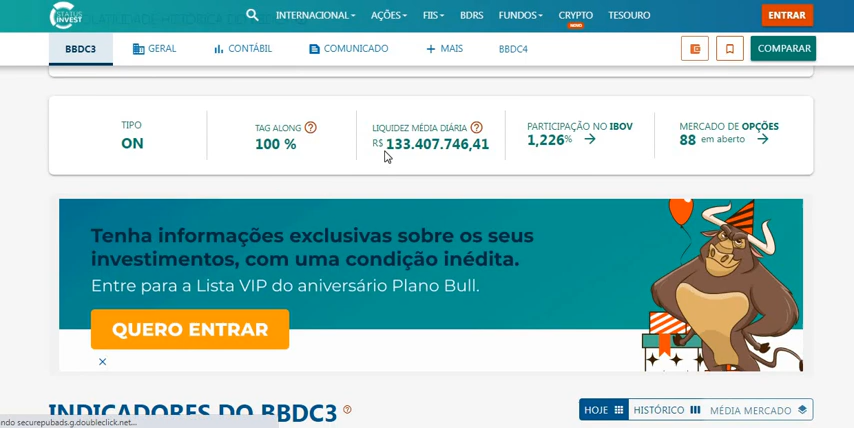 STATUS INVEST
INTERNACIONAL AÇÕES FIIS BDRS FUNDOS CRYPTO TESOURO ENTRAR
NEWS
BBDC3 GERAL CONTÁBIL COMUNICADO + MAIS BBDC4 COMPARAR
TIPO
ON
TAG ALONG ?
100 %
LIQUIDEZ MÉDIA DIÁRIA ?
R$ 133.407.746,41
PARTICIPAÇÃO NO IBOV
1,226% →
MERCADO DE OPÇÕES
88 em aberto →
Tenha informações exclusivas sobre os seus
investimentos, com uma condição inédita.
Entre para a Lista VIP do aniversário Plano Bull.
QUERO ENTRAR
INDICADORES DO BBDC3 ?
HOJE HISTÓRICO MÉDIA MERCADO
ndo securepubads.g.doubleclick.net...